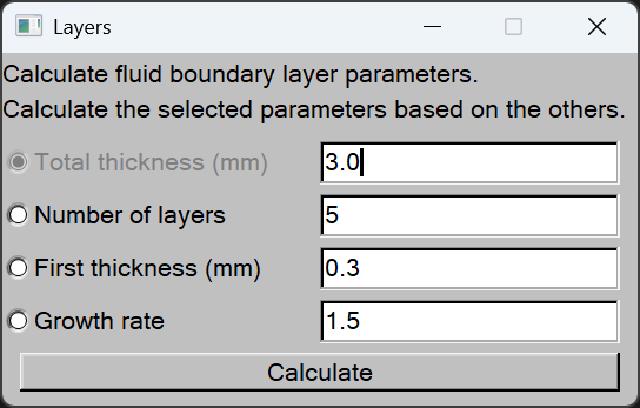 Layers
Calculate fluid boundary layer parameters.
Calculate the selected parameters based on the others.
Total thickness (mm) 3.0
Number of layers 5
First thickness (mm) 0.3
Growth rate 1.5
Calculate